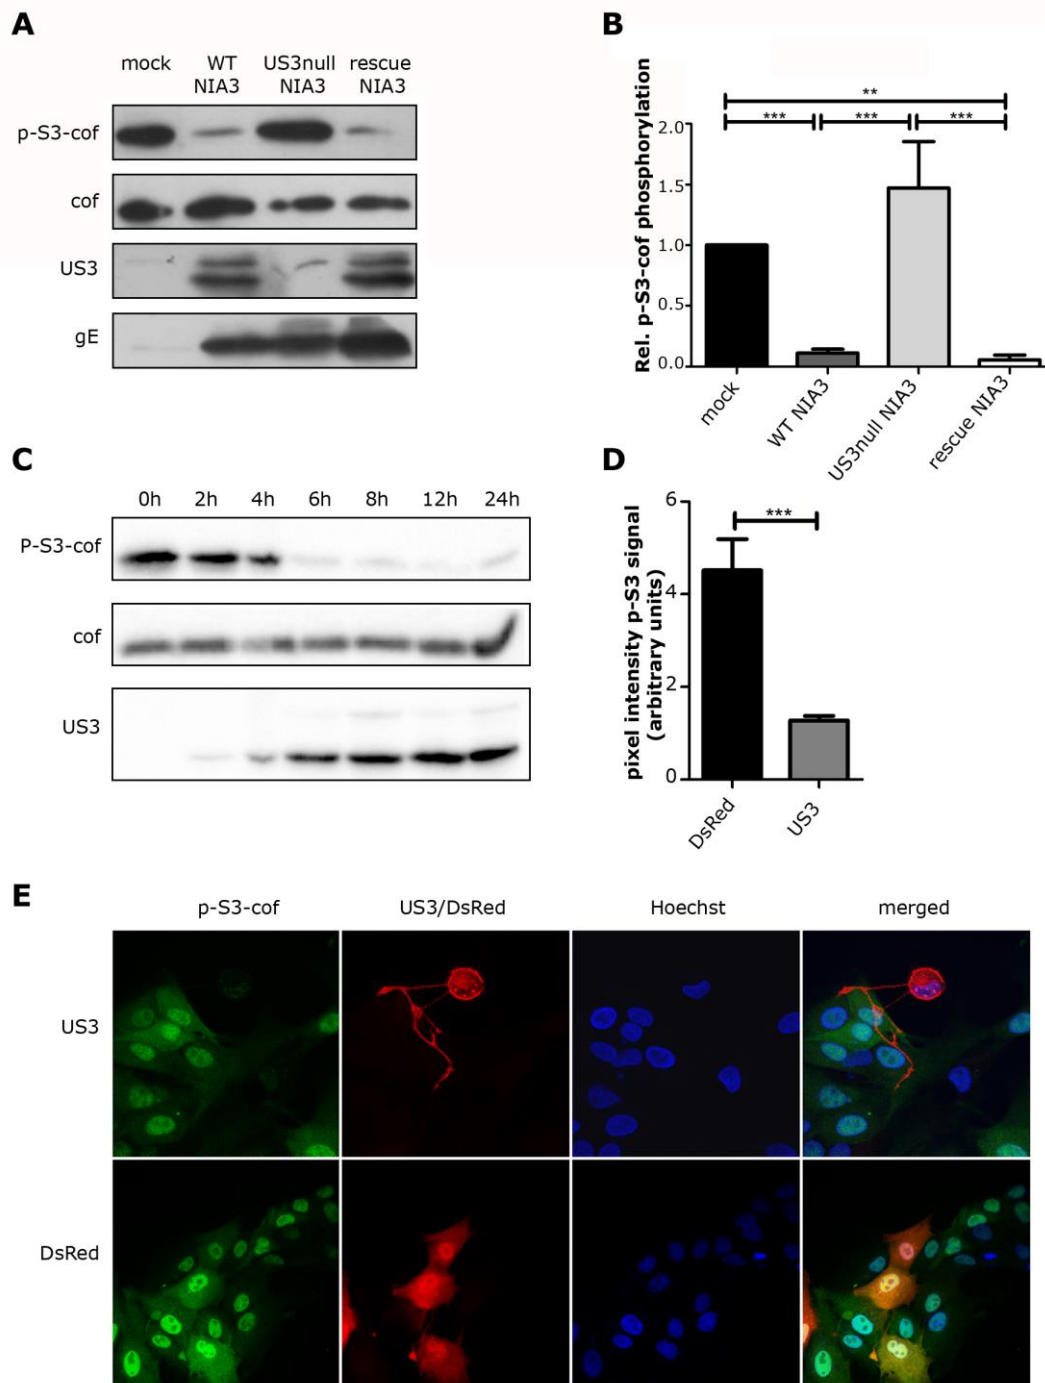 A
mock WT NIA3 US3null NIA3 rescue NIA3
p-S3-cof
cof
US3
gE
B
Rel. p-S3-cof phosphorylation
**
*** *** ***
2.0
1.5
1.0
0.5
0.0
mock
WT NIA3
US3null NIA3
rescue NIA3
C
0h 2h 4h 6h 8h 12h 24h
P-S3-cof
cof
US3
D
pixel intensity p-S3 signal
(arbitrary units)
***
6
4
2
0
DsRed
US3
E
p-S3-cof US3/DsRed Hoechst merged
US3
DsRed